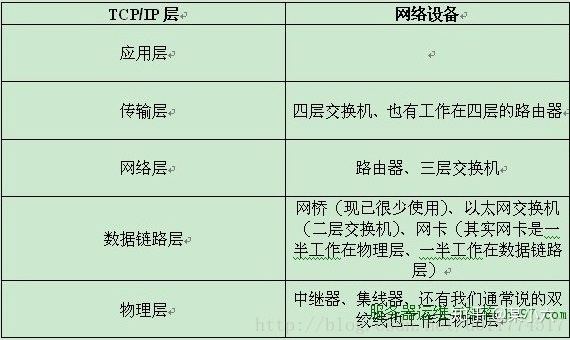 TCP/IP 层
网络设备
应用层
传输层
四层交换机、也有工作在四层的路由器
网络层
路由器、三层交换机
数据链路层
网桥（现已很少使用）、以太网交换机
（二层交换机）、网卡（其实网卡是一
半工作在物理层、一半工作在数据链路
层）
物理层
中继器、集线器、还有我们通常说的双
绞线也工作在物理层